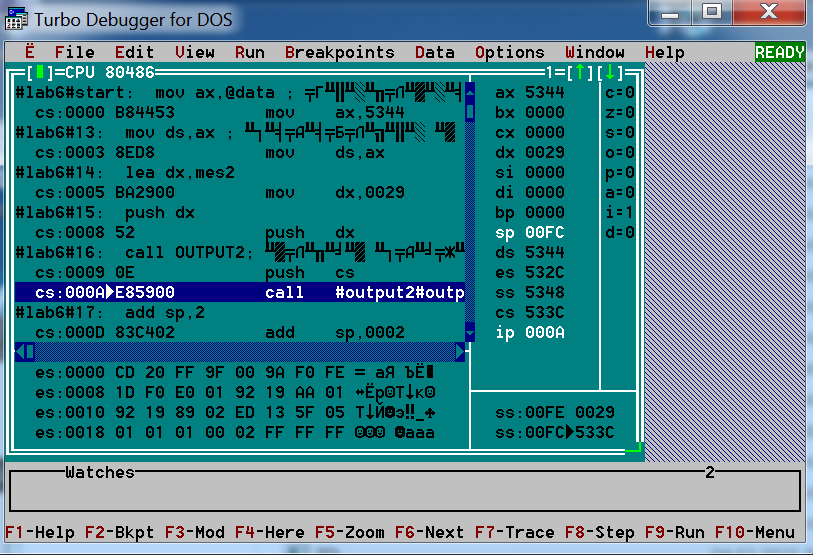 Turbo Debugger for DOS
Ё File Edit View Run Breakpoints Data Options Window Help READY
[▮]=CPU 80486 1=[↑][↓]
#lab6#start: mov ax,@data ;
cs:0000 B84453 mov ax,5344
#lab6#13: mov ds,ax ;
cs:0003 8ED8 mov ds,ax
#lab6#14: lea dx,mes2
cs:0005 BA2900 mov dx,0029
#lab6#15: push dx
cs:0008 52 push dx
#lab6#16: call OUTPUT2;
cs:0009 0E push cs
cs:000A▶E85900 call #output2#outp
#lab6#17: add sp,2
cs:000D 83C402 add sp,0002
ax 5344 c=0
bx 0000 z=0
cx 0000 s=0
dx 0029 o=0
si 0000 p=0
di 0000 a=0
bp 0000 i=1
sp 00FC d=0
ds 5344
es 532C
ss 5348
cs 533C
ip 000A
es:0000 CD 20 FF 9F 00 9A F0 FE = аЯ ЪЁ■
es:0008 1D F0 E0 01 92 19 AA 01 ↔Ёр☺Т↓к☺
es:0010 92 19 89 02 ED 13 5F 05 Т↓Й☻э‼_♣
es:0018 01 01 01 00 02 FF FF FF ☺☺☺ ☻
ss:00FE 0029
ss:00FC▶533C
Watches 2
F1-Help F2-Bkpt F3-Mod F4-Here F5-Zoom F6-Next F7-Trace F8-Step F9-Run F10-Menu